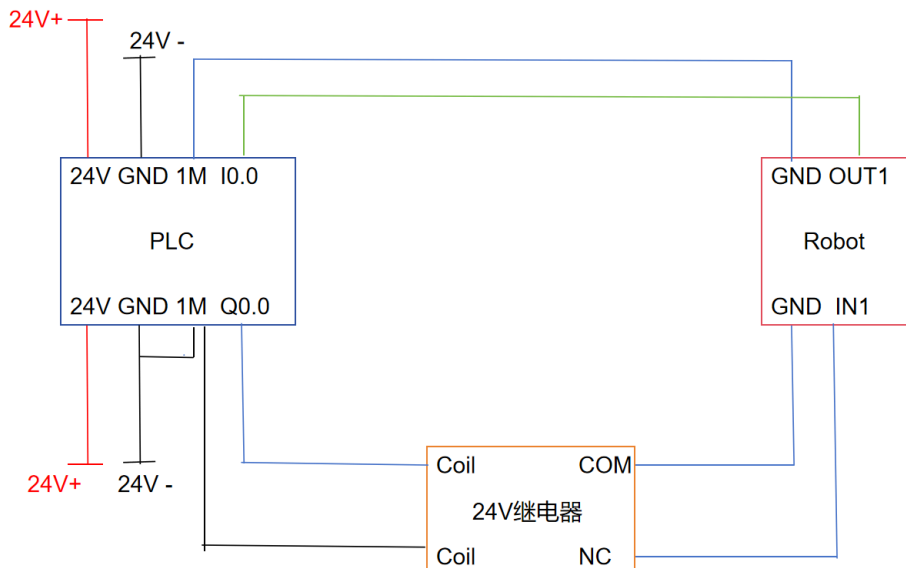 24V+
24V -
24V GND 1M I0.0
GND OUT1
PLC
Robot
24V GND 1M Q0.0
GND IN1
24V+
24V -
Coil
COM
24V继电器
Coil
NC